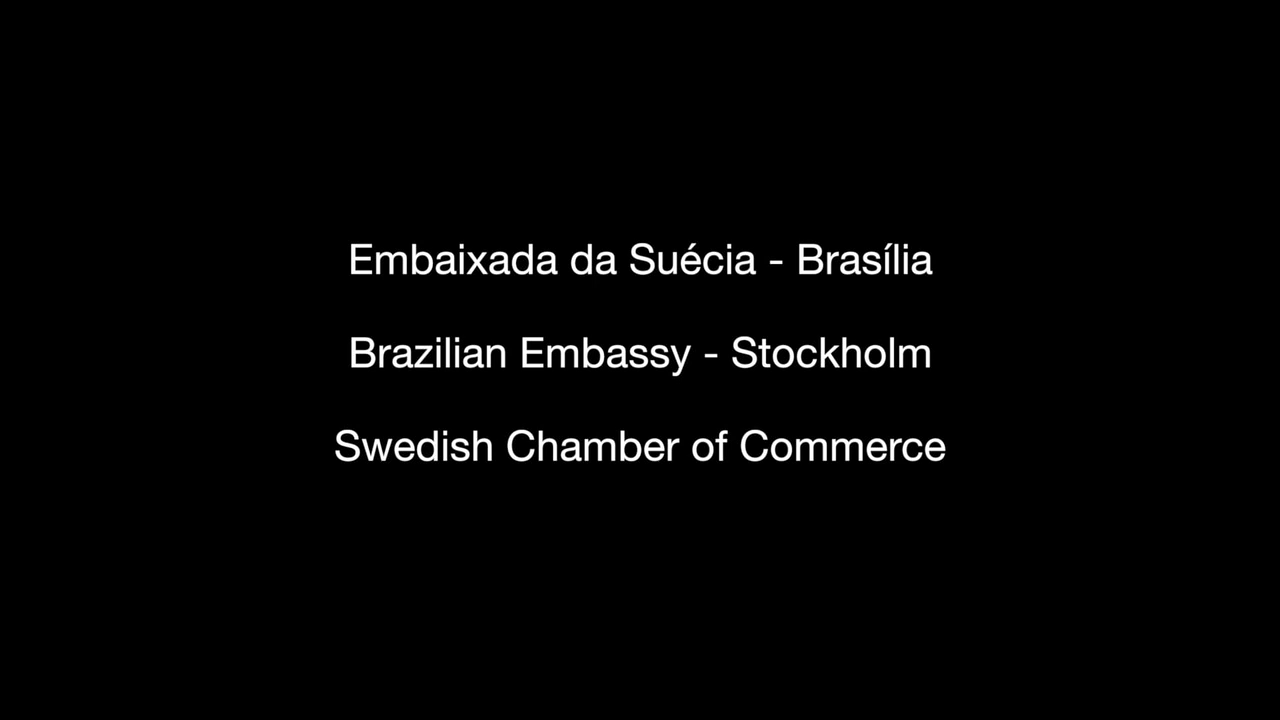 Embaixada da Suécia - Brasília
Brazilian Embassy - Stockholm
Swedish Chamber of Commerce